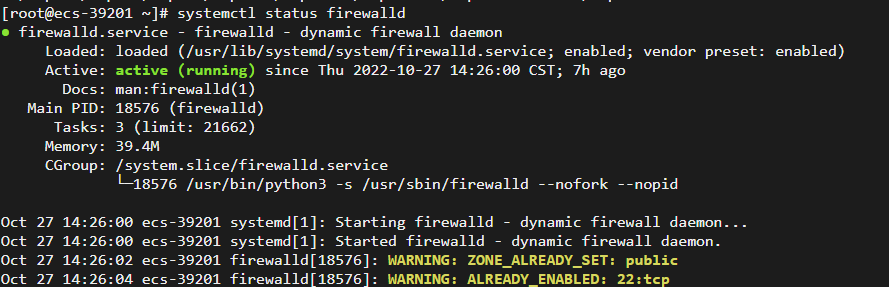 [root@ecs-39201 ~]# systemctl status firewalld
● firewalld.service - firewalld - dynamic firewall daemon
Loaded: loaded (/usr/lib/systemd/system/firewalld.service; enabled; vendor preset: enabled)
Active: active (running) since Thu 2022-10-27 14:26:00 CST; 7h ago
Docs: man:firewalld(1)
Main PID: 18576 (firewalld)
Tasks: 3 (limit: 21662)
Memory: 39.4M
CGroup: /system.slice/firewalld.service
└─18576 /usr/bin/python3 -s /usr/sbin/firewalld --nofork --nopid
Oct 27 14:26:00 ecs-39201 systemd[1]: Starting firewalld - dynamic firewall daemon...
Oct 27 14:26:00 ecs-39201 systemd[1]: Started firewalld - dynamic firewall daemon.
Oct 27 14:26:02 ecs-39201 firewalld[18576]: WARNING: ZONE_ALREADY_SET: public
Oct 27 14:26:04 ecs-39201 firewalld[18576]: WARNING: ALREADY_ENABLED: 22:tcp